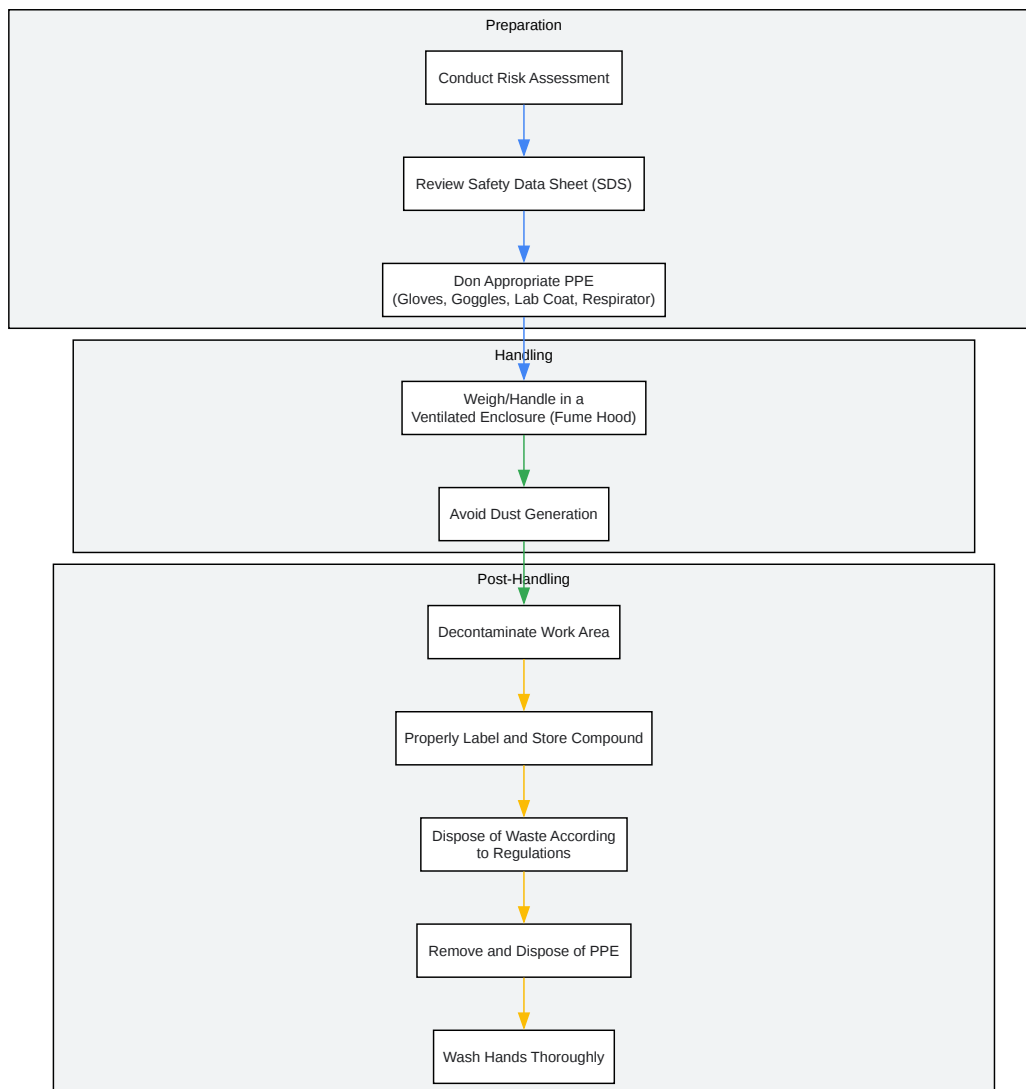 Preparation
Conduct Risk Assessment
Review Safety Data Sheet (SDS)
Don Appropriate PPE
(Gloves, Goggles, Lab Coat, Respirator)
Handling
Weigh/Handle in a
Ventilated Enclosure (Fume Hood)
Avoid Dust Generation
Post-Handling
Decontaminate Work Area
Properly Label and Store Compound
Dispose of Waste According
to Regulations
Remove and Dispose of PPE
Wash Hands Thoroughly